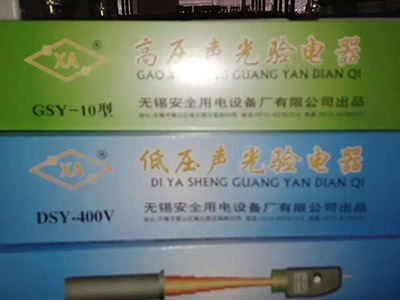 XA
高压声光验电器
GAO YA SHENG GUANG YAN DIAN QI
GSY-10型
无锡安全用电设备厂有限公司出品
XA
低压声光验电器
DI YA SHENG GUANG YAN DIAN QI
DSY-400V
无锡安全用电设备厂有限公司出品